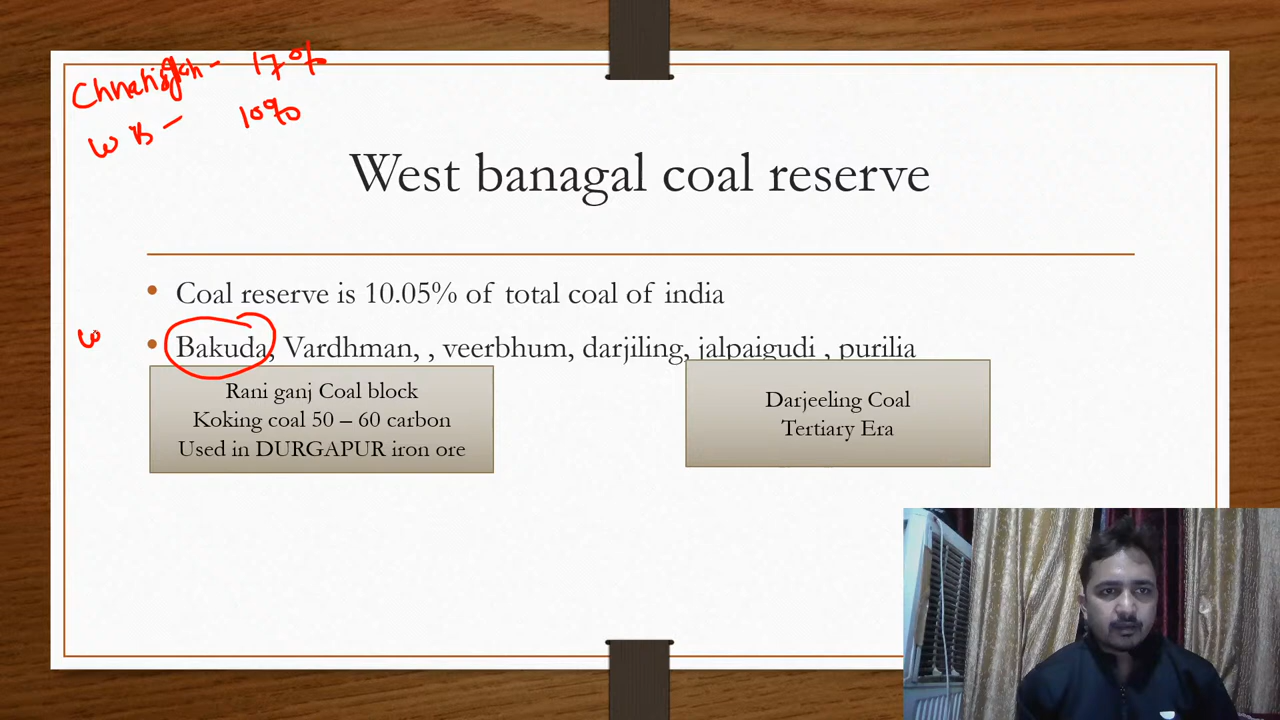 Chhattisgarh - 17%
WB - 10%
West banagal coal reserve
• Coal reserve is 10.05% of total coal of india
w
• Bakuda, Vardhman, , veerbhum, darjiling, jalpaigudi , purilia
Rani ganj Coal block
Koking coal 50 – 60 carbon
Used in DURGAPUR iron ore
Darjeeling Coal
Tertiary Era